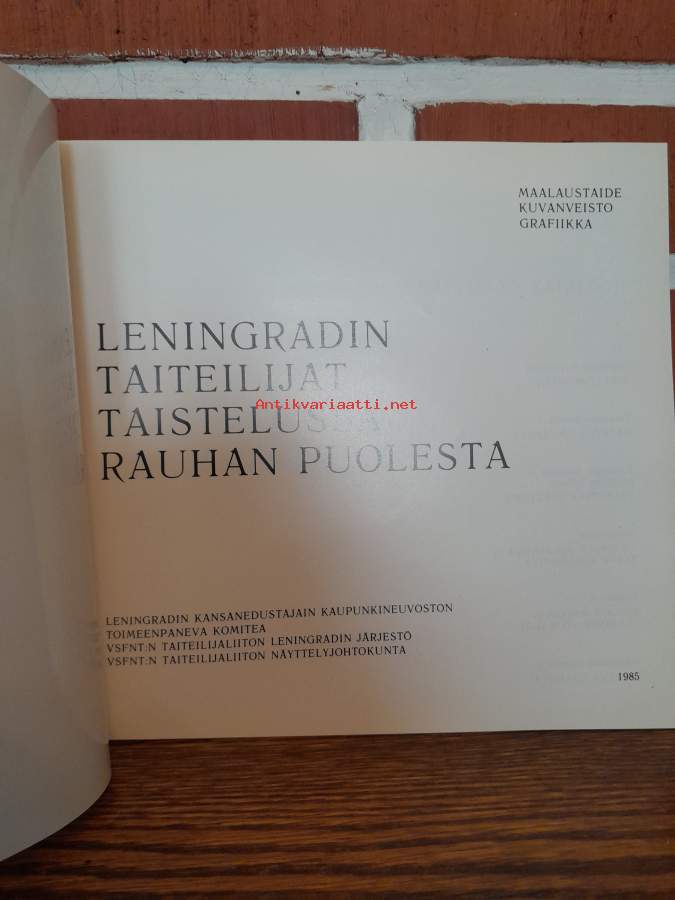 MAALAUSTAIDE
KUVANVEISTO
GRAFIIKKA
LENINGRADIN
TAITEILIJAT
Antikvariaatti.net
TAISTELUSSA
RAUHAN PUOLESTA
LENINGRADIN KANSANEDUSTAJAIN KAUPUNKINEUVOSTON
TOIMEENPANEVA KOMITEA
VSFNT:N TAITEILIJALIITON LENINGRADIN JÄRJESTÖ
VSFNT:N TAITEILIJALIITON NÄYTTELYJOHTOKUNTA
1985